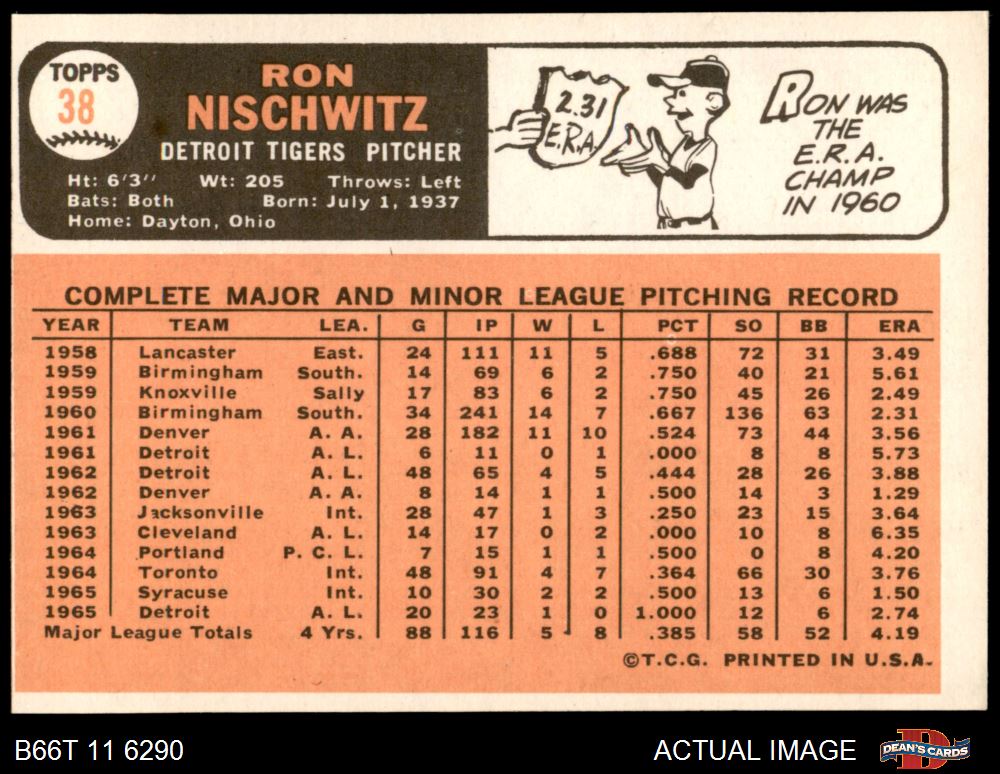 TOPPS
38
RON
NISCHWITZ
DETROIT TIGERS PITCHER
Ht: 6'3" Wt: 205 Throws: Left
Bats: Both Born: July 1, 1937
Home: Dayton, Ohio
2.31
E.R.A.
RON WAS
THE
E.R.A.
CHAMP
IN 1960
COMPLETE MAJOR AND MINOR LEAGUE PITCHING RECORD
YEAR TEAM LEA. G IP W L PCT SO BB ERA
1958 Lancaster East. 24 111 11 5 .688 72 31 3.49
1959 Birmingham South. 14 69 6 2 .750 40 21 5.61
1959 Knoxville Sally 17 83 6 2 .750 45 26 2.49
1960 Birmingham South. 34 241 14 7 .667 136 63 2.31
1961 Denver A. A. 28 182 11 10 .524 73 44 3.56
1961 Detroit A. L. 6 11 0 1 .000 8 8 5.73
1962 Detroit A. L. 48 65 4 5 .444 28 26 3.88
1962 Denver A. A. 8 14 1 1 .500 14 3 1.29
1963 Jacksonville Int. 28 47 1 3 .250 23 15 3.64
1963 Cleveland A. L. 14 17 0 2 .000 10 8 6.35
1964 Portland P. C. L. 7 15 1 1 .500 0 8 4.20
1964 Toronto Int. 48 91 4 7 .364 66 30 3.76
1965 Syracuse Int. 10 30 2 2 .500 13 6 1.50
1965 Detroit A. L. 20 23 1 0 1.000 12 6 2.74
Major League Totals 4 Yrs. 88 116 5 8 .385 58 52 4.19
©T.C.G. PRINTED IN U.S.A.
B66T 11 6290
ACTUAL IMAGE
DEAN'S CARDS